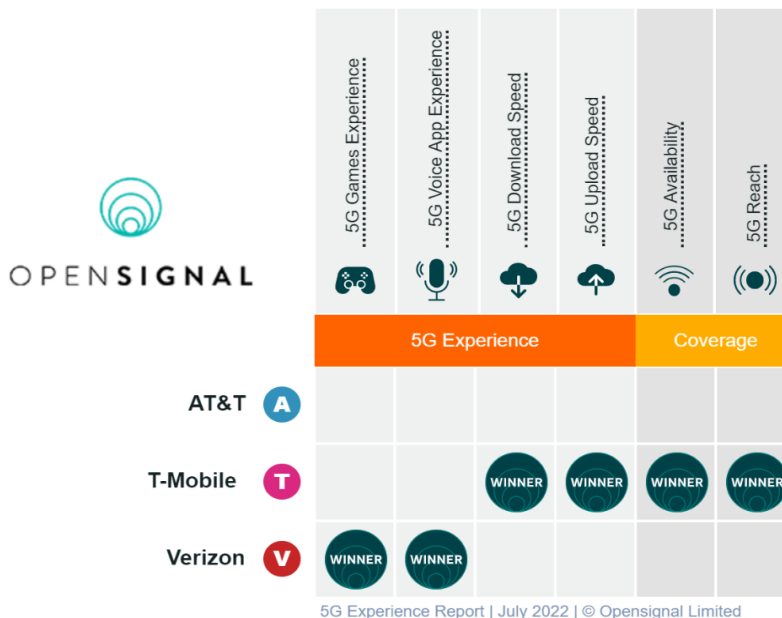 5G Games Experience
5G Voice App Experience
5G Download Speed
5G Upload Speed
5G Availability
5G Reach
OPENSIGNAL
5G Experience
Coverage
AT&T A
T-Mobile T WINNER WINNER WINNER WINNER
Verizon V WINNER WINNER
5G Experience Report | July 2022 | © Opensignal Limited